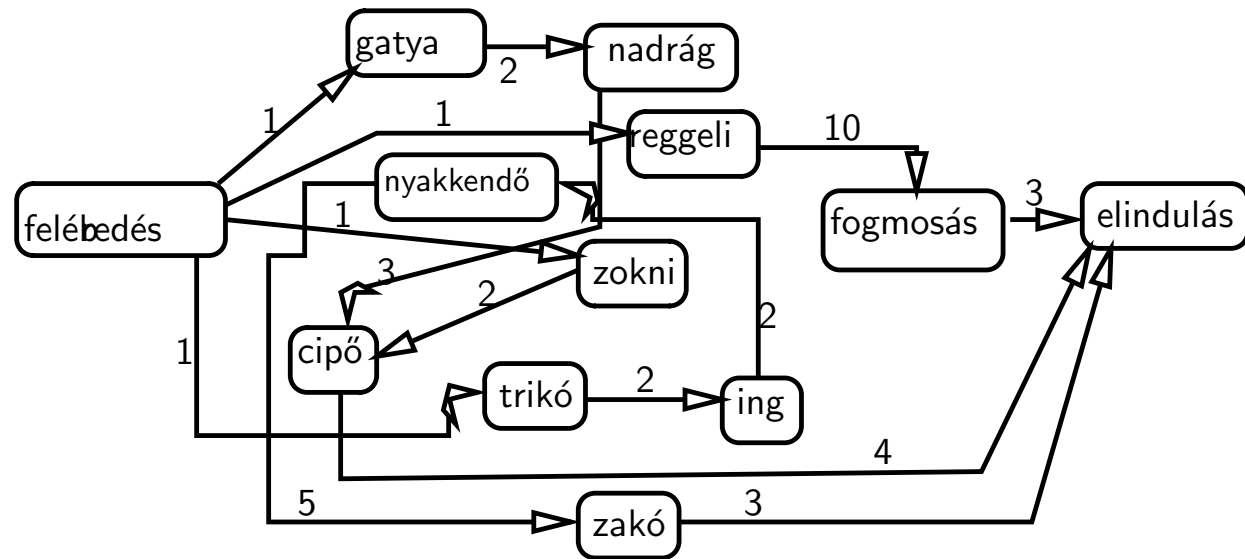 gatya
2
nadrág
1
1
reggeli
10
nyakkendő
felébredés
1
fogmosás
3
elindulás
3
zokni
2
cipő
1
2
trikó
2
ing
4
5
zakó
3